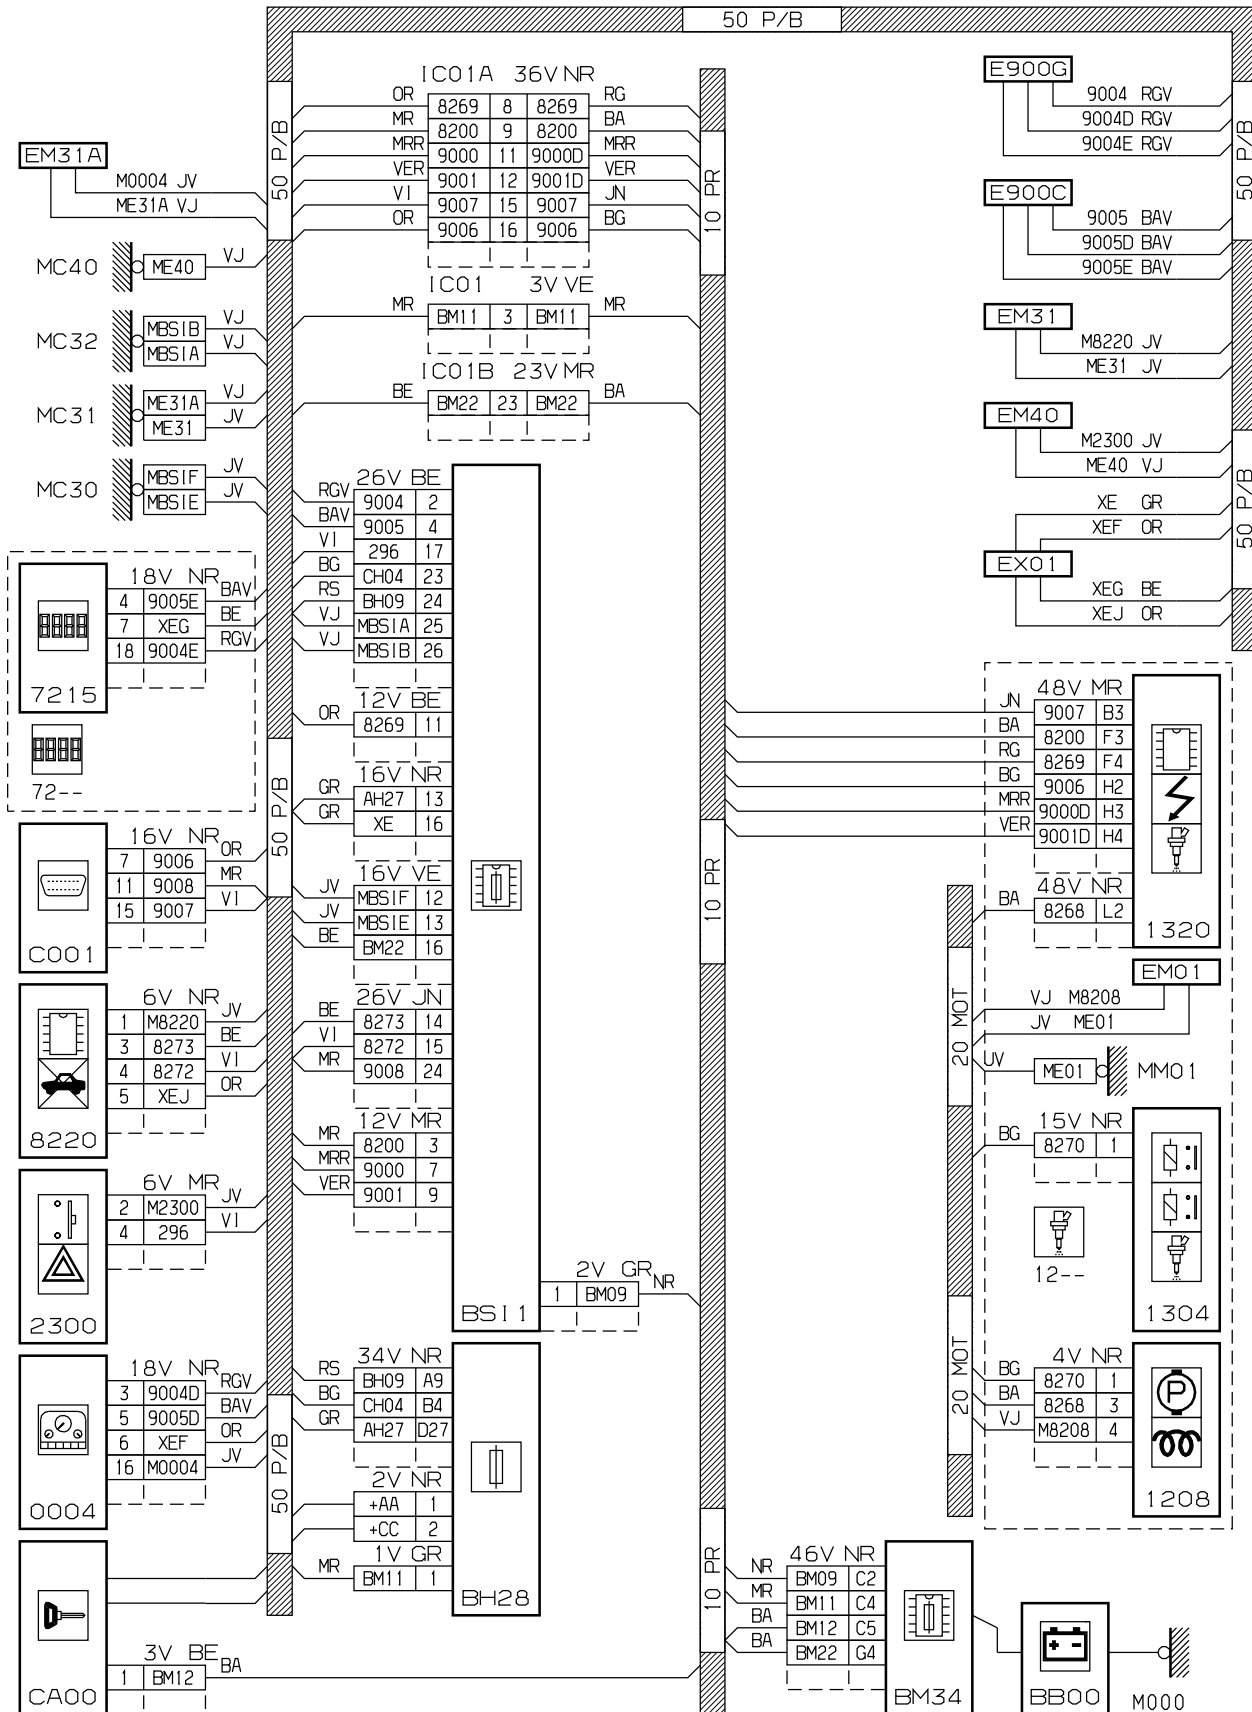 50 P/B
50 P/B
50 P/B
50 P/B
50 P/B
50 P/B
10 PR
10 PR
10 PR
20 MOT
20 MOT
EM31A
M0004 JV
ME31A VJ
MC40 ME40 VJ
MC32 MBSIB VJ
MBSIA VJ
MC31 ME31A VJ
ME31 JV
MC30 MBSIF JV
MBSIE JV
18V NR
4 9005E BAV
7 XEG BE
18 9004E RGV
7215
72--
16V NR
7 9006 OR
11 9008 MR
15 9007 VI
C001
6V NR
1 M8220 JV
3 8273 BE
4 8272 VI
5 XEJ OR
8220
6V MR
2 M2300 JV
4 296 VI
2300
18V NR
3 9004D RGV
5 9005D BAV
6 XEF OR
16 M0004 JV
0004
3V BE
1 BM12 BA
CA00
IC01A 36V NR
OR 8269 8 8269 RG
MR 8200 9 8200 BA
MRR 9000 11 9000D MRR
VER 9001 12 9001D VER
VI 9007 15 9007 JN
OR 9006 16 9006 BG
IC01 3V VE
MR BM11 3 BM11 MR
IC01B 23V MR
BE BM22 23 BM22 BA
26V BE
RGV 9004 2
BAV 9005 4
VI 296 17
BG CH04 23
RS BH09 24
VJ MBSIA 25
VJ MBSIB 26
12V BE
OR 8269 11
16V NR
GR AH27 13
GR XE 16
16V VE
JV MBSIF 12
JV MBSIE 13
BE BM22 16
26V JN
BE 8273 14
VI 8272 15
MR 9008 24
12V MR
MR 8200 3
MRR 9000 7
VER 9001 9
2V GR
1 BM09 NR
BSI1
34V NR
RS BH09 A9
BG CH04 B4
GR AH27 D27
2V NR
+AA 1
+CC 2
1V GR
MR BM11 1
BH28
E900G
9004 RGV
9004D RGV
9004E RGV
E900C
9005 BAV
9005D BAV
9005E BAV
EM31
M8220 JV
ME31 JV
EM40
M2300 JV
ME40 VJ
XE GR
XEF OR
EX01
XEG BE
XEJ OR
48V MR
JN 9007 B3
BA 8200 F3
RG 8269 F4
BG 9006 H2
MRR 9000D H3
VER 9001D H4
48V NR
BA 8268 L2
1320
EM01
VJ M8208
JV ME01
UV ME01 MM01
15V NR
BG 8270 1
12--
1304
4V NR
BG 8270 1
BA 8268 3
VJ M8208 4
1208
46V NR
NR BM09 C2
MR BM11 C4
BA BM12 C5
BA BM22 G4
BM34
BB00
M000